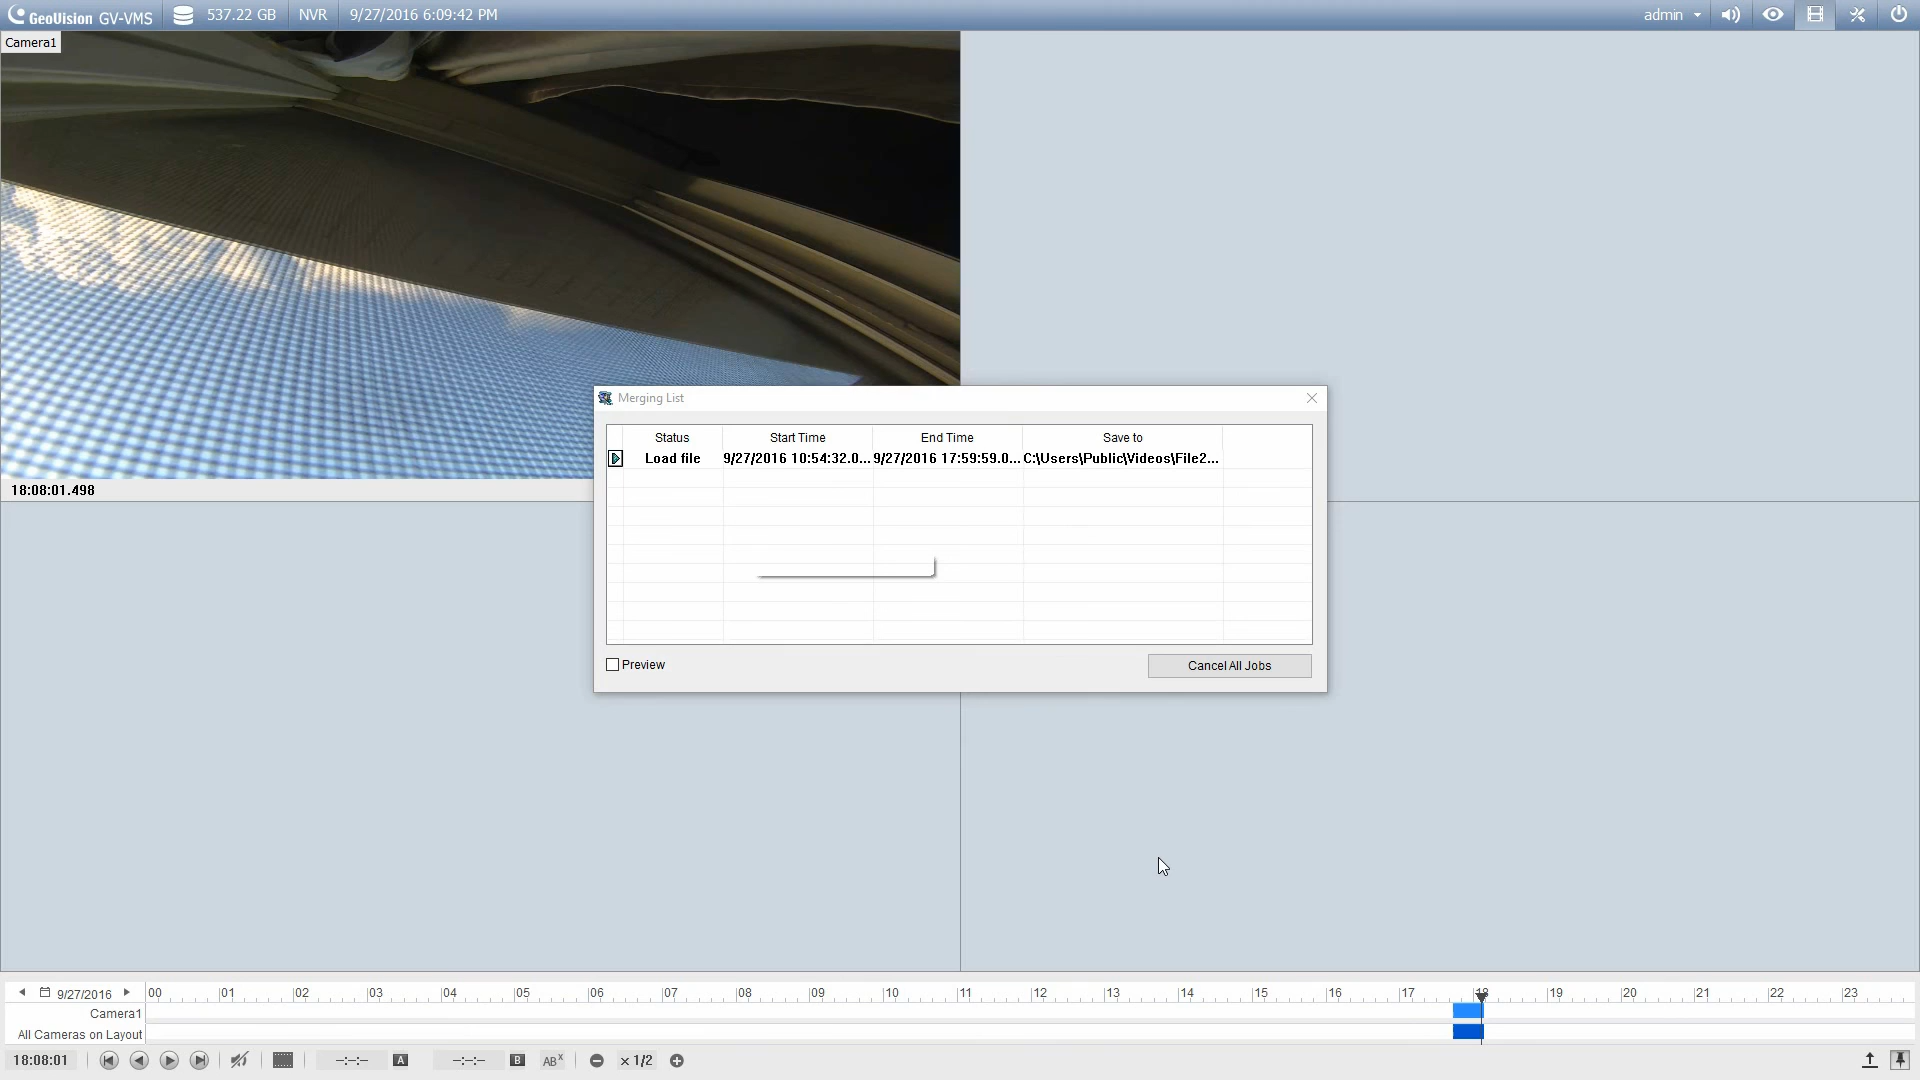 GeoVision GV-VMS 537.22 GB NVR 9/27/2016 6:09:42 PM admin
Camera1
Merging List
Status Start Time End Time Save to
Load file 9/27/2016 10:54:32.0... 9/27/2016 17:59:59.0... C:\Users\Public\Videos\File2...
18:08:01.498
Preview Cancel All Jobs
9/27/2016 00 01 02 03 04 05 06 07 08 09 10 11 12 13 14 15 16 17 18 19 20 21 22 23
Camera1
All Cameras on Layout
18:08:01 --:--:-- A --:--:-- B ABx x 1/2